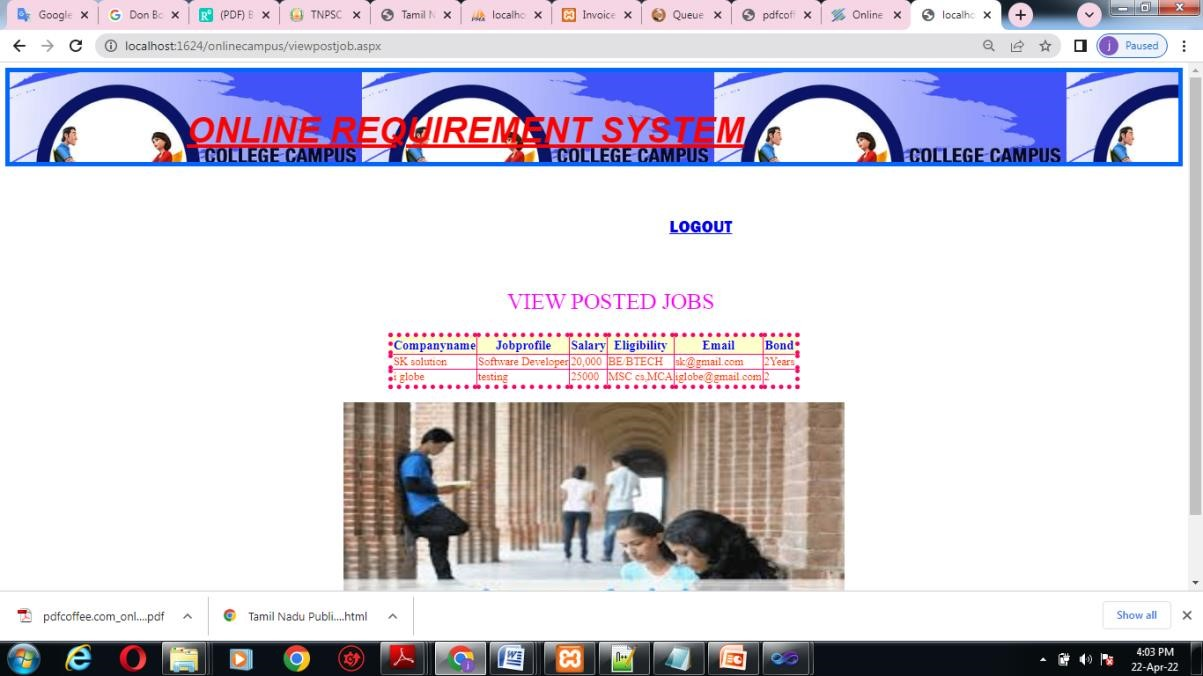 Google
Don Bo
(PDF) E
TNPSC
Tamil N
localho
Invoice
Queue
pdfcoff
Online
localho
localhost:1624/onlinecampus/viewpostjob.aspx
Paused
ONLINE REQUIREMENT SYSTEM
COLLEGE CAMPUS COLLEGE CAMPUS COLLEGE CAMPUS
LOGOUT
VIEW POSTED JOBS
Companyname Jobprofile Salary Eligibility Email Bond
SK solution Software Developer 20,000 BE/BTECH sk@gmail.com 2Years
i globe testing 25000 MSC cs,MCA iglobe@gmail.com 2
pdfcoffee.com_onl....pdf
Tamil Nadu Publi....html
Show all
4:03 PM
22-Apr-22